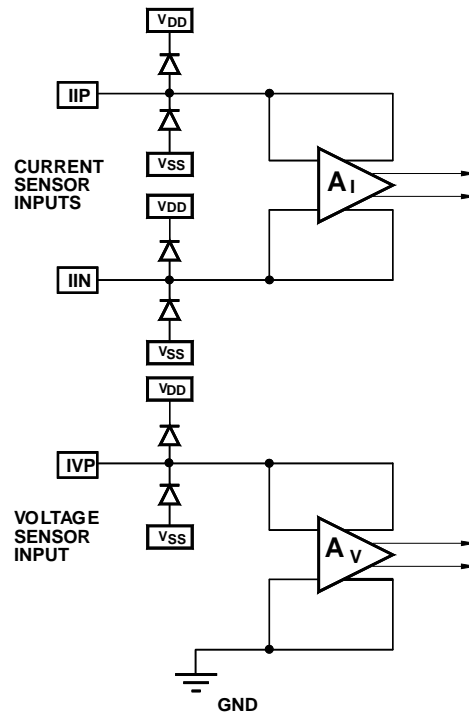 VDD
IIP
VSS
CURRENT
SENSOR
INPUTS
AI
VDD
IIN
VSS
VDD
IVP
VOLTAGE
SENSOR
INPUT
VSS
AV
GND